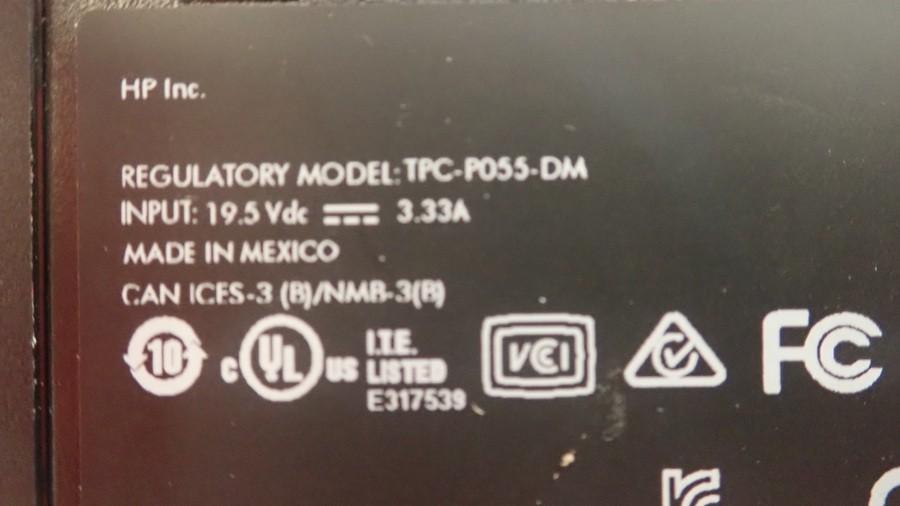 HP Inc.
REGULATORY MODEL: TPC-P055-DM
INPUT: 19.5 Vdc ⎓ 3.33A
MADE IN MEXICO
CAN ICES-3 (B)/NMB-3(B)
10
c UL US
I.T.E.
LISTED
E317539
VCI
FC